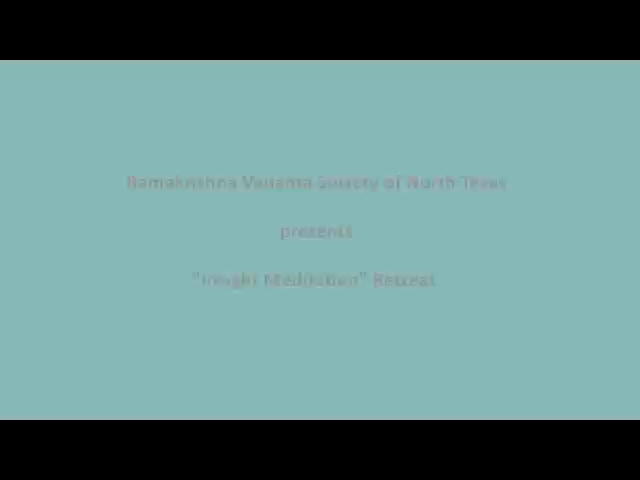 Ramakrishna Vedanta Society of North Texas
presents
"Insight Meditation" Retreat